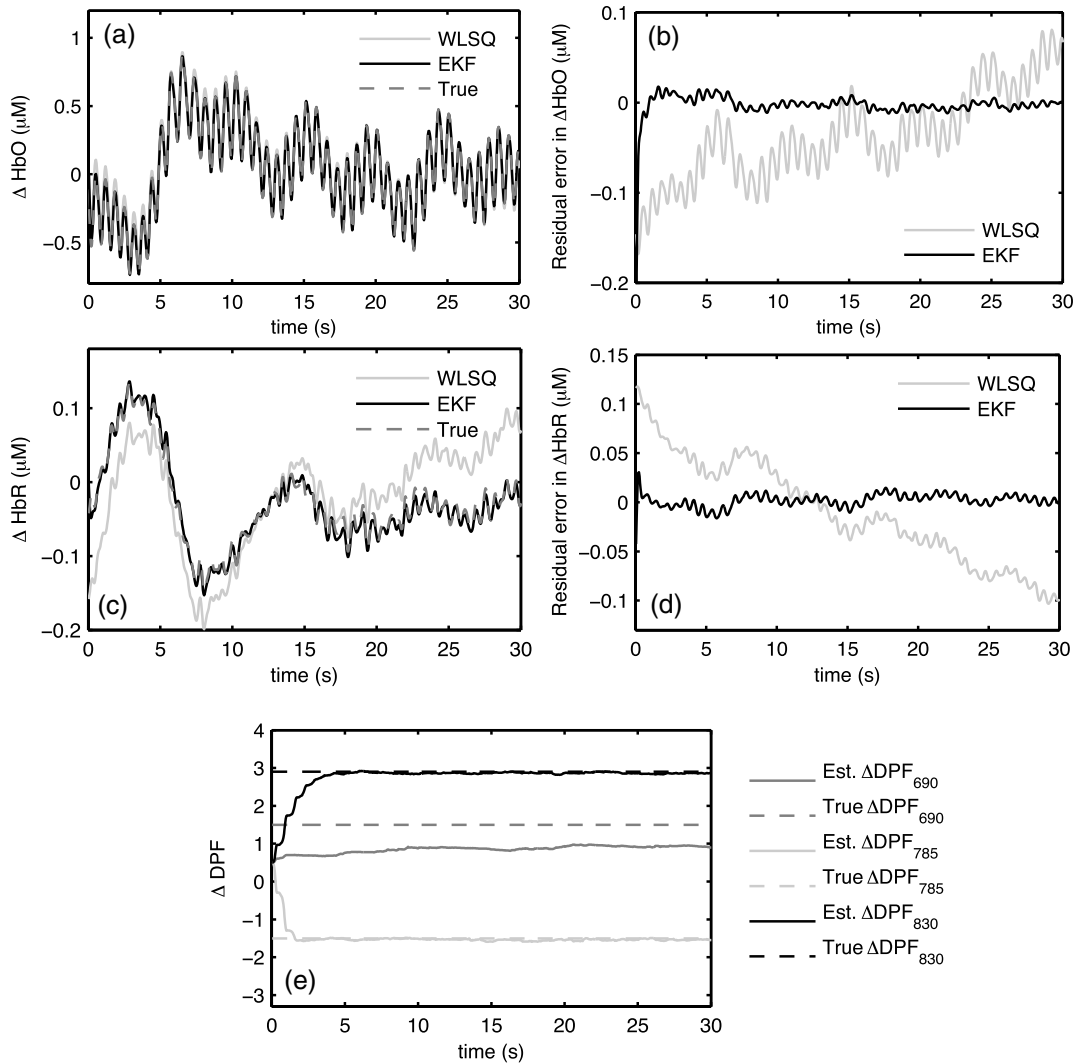 (a)
WLSQ
EKF
True
1
0.5
0
−0.5
Δ HbO (μM)
0 5 10 15 20 25 30
time (s)
(b)
WLSQ
EKF
0.1
0
−0.1
−0.2
Residual error in ΔHbO (μM)
0 5 10 15 20 25 30
time (s)
(c)
WLSQ
EKF
True
0.1
0
−0.1
−0.2
Δ HbR (μM)
0 5 10 15 20 25 30
time (s)
(d)
WLSQ
EKF
0.15
0.1
0.05
0
−0.05
−0.1
Residual error in ΔHbR (μM)
0 5 10 15 20 25 30
time (s)
(e)
4
3
2
1
0
−1
−2
−3
Δ DPF
0 5 10 15 20 25 30
time (s)
Est. ΔDPF690
True ΔDPF690
Est. ΔDPF785
True ΔDPF785
Est. ΔDPF830
True ΔDPF830